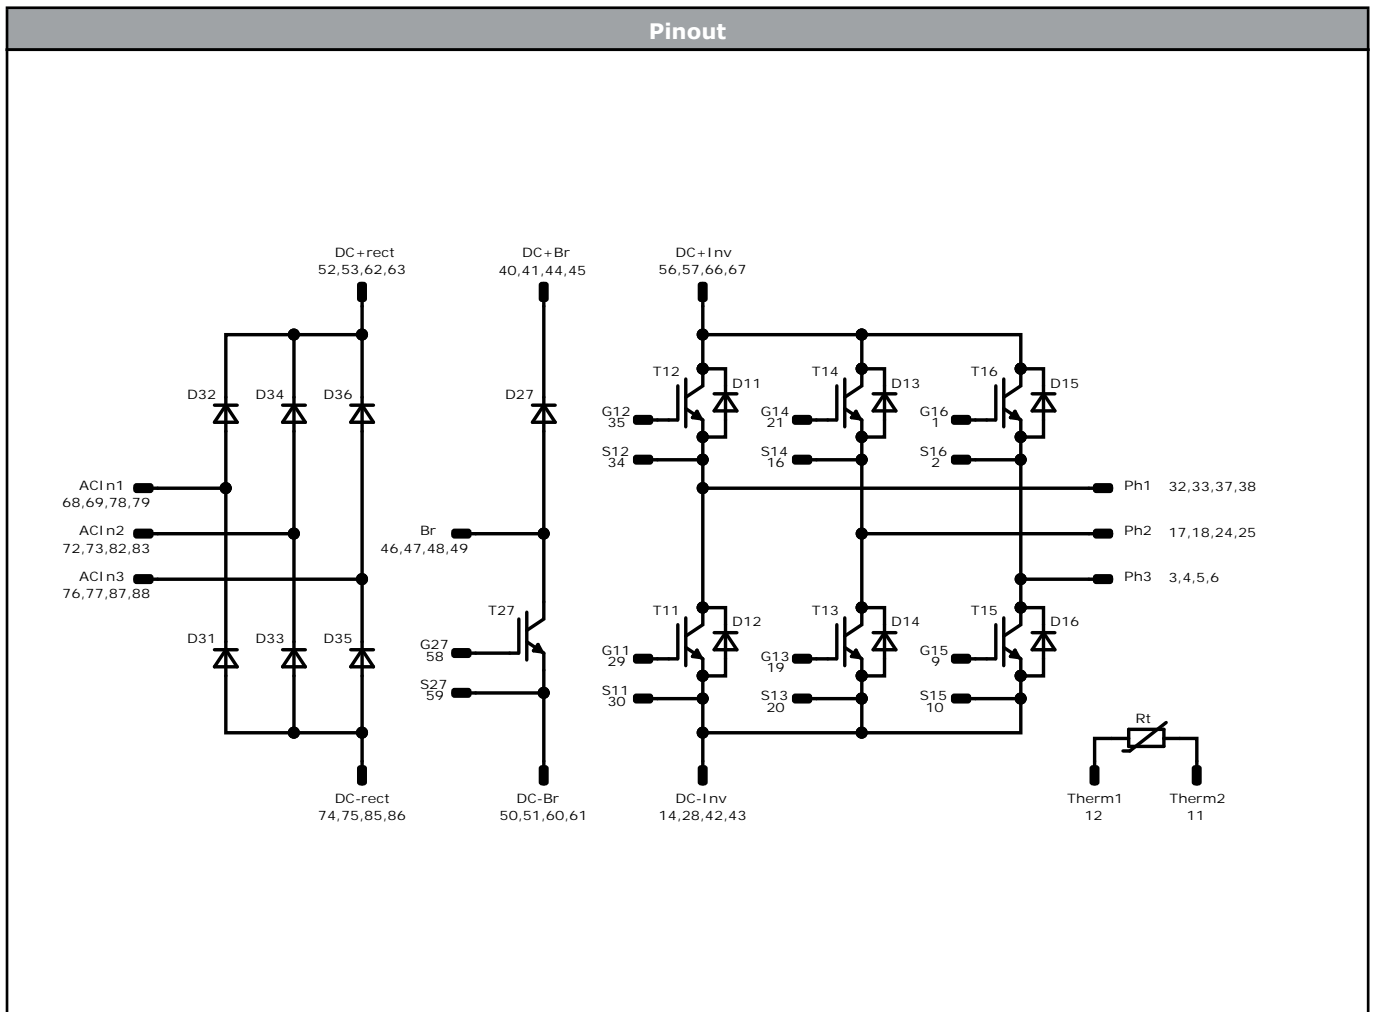 Pinout
DC+rect
52,53,62,63
DC+Br
40,41,44,45
DC+Inv
56,57,66,67
D32
D34
D36
D27
T12
D11
T14
D13
T16
D15
G12
35
G14
21
G16
1
S12
34
S14
16
S16
2
ACIn1
68,69,78,79
Ph1 32,33,37,38
ACIn2
72,73,82,83
Br
46,47,48,49
Ph2 17,18,24,25
ACIn3
76,77,87,88
Ph3 3,4,5,6
D31
D33
D35
T27
T11
D12
T13
D14
T15
D16
G27
58
G11
29
G13
19
G15
9
S27
59
S11
30
S13
20
S15
10
Rt
DC-rect
74,75,85,86
DC-Br
50,51,60,61
DC-Inv
14,28,42,43
Therm1
12
Therm2
11